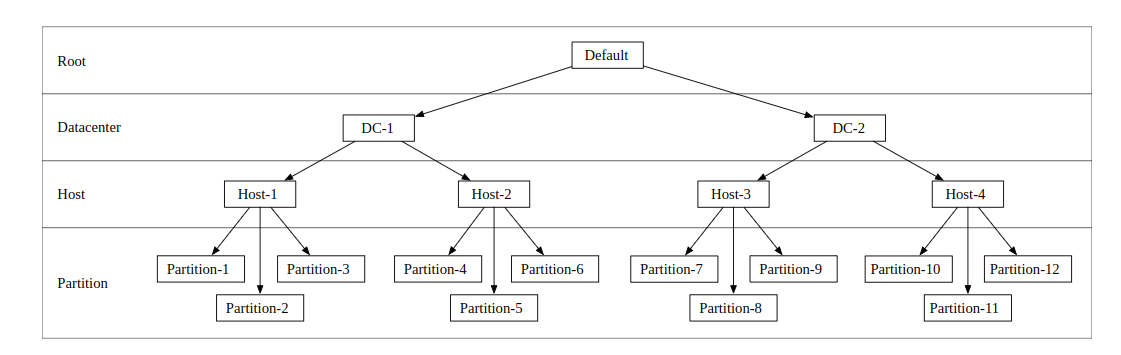 Root
Default
Datacenter
DC-1
DC-2
Host
Host-1
Host-2
Host-3
Host-4
Partition
Partition-1
Partition-3
Partition-4
Partition-6
Partition-7
Partition-9
Partition-10
Partition-12
Partition-2
Partition-5
Partition-8
Partition-11